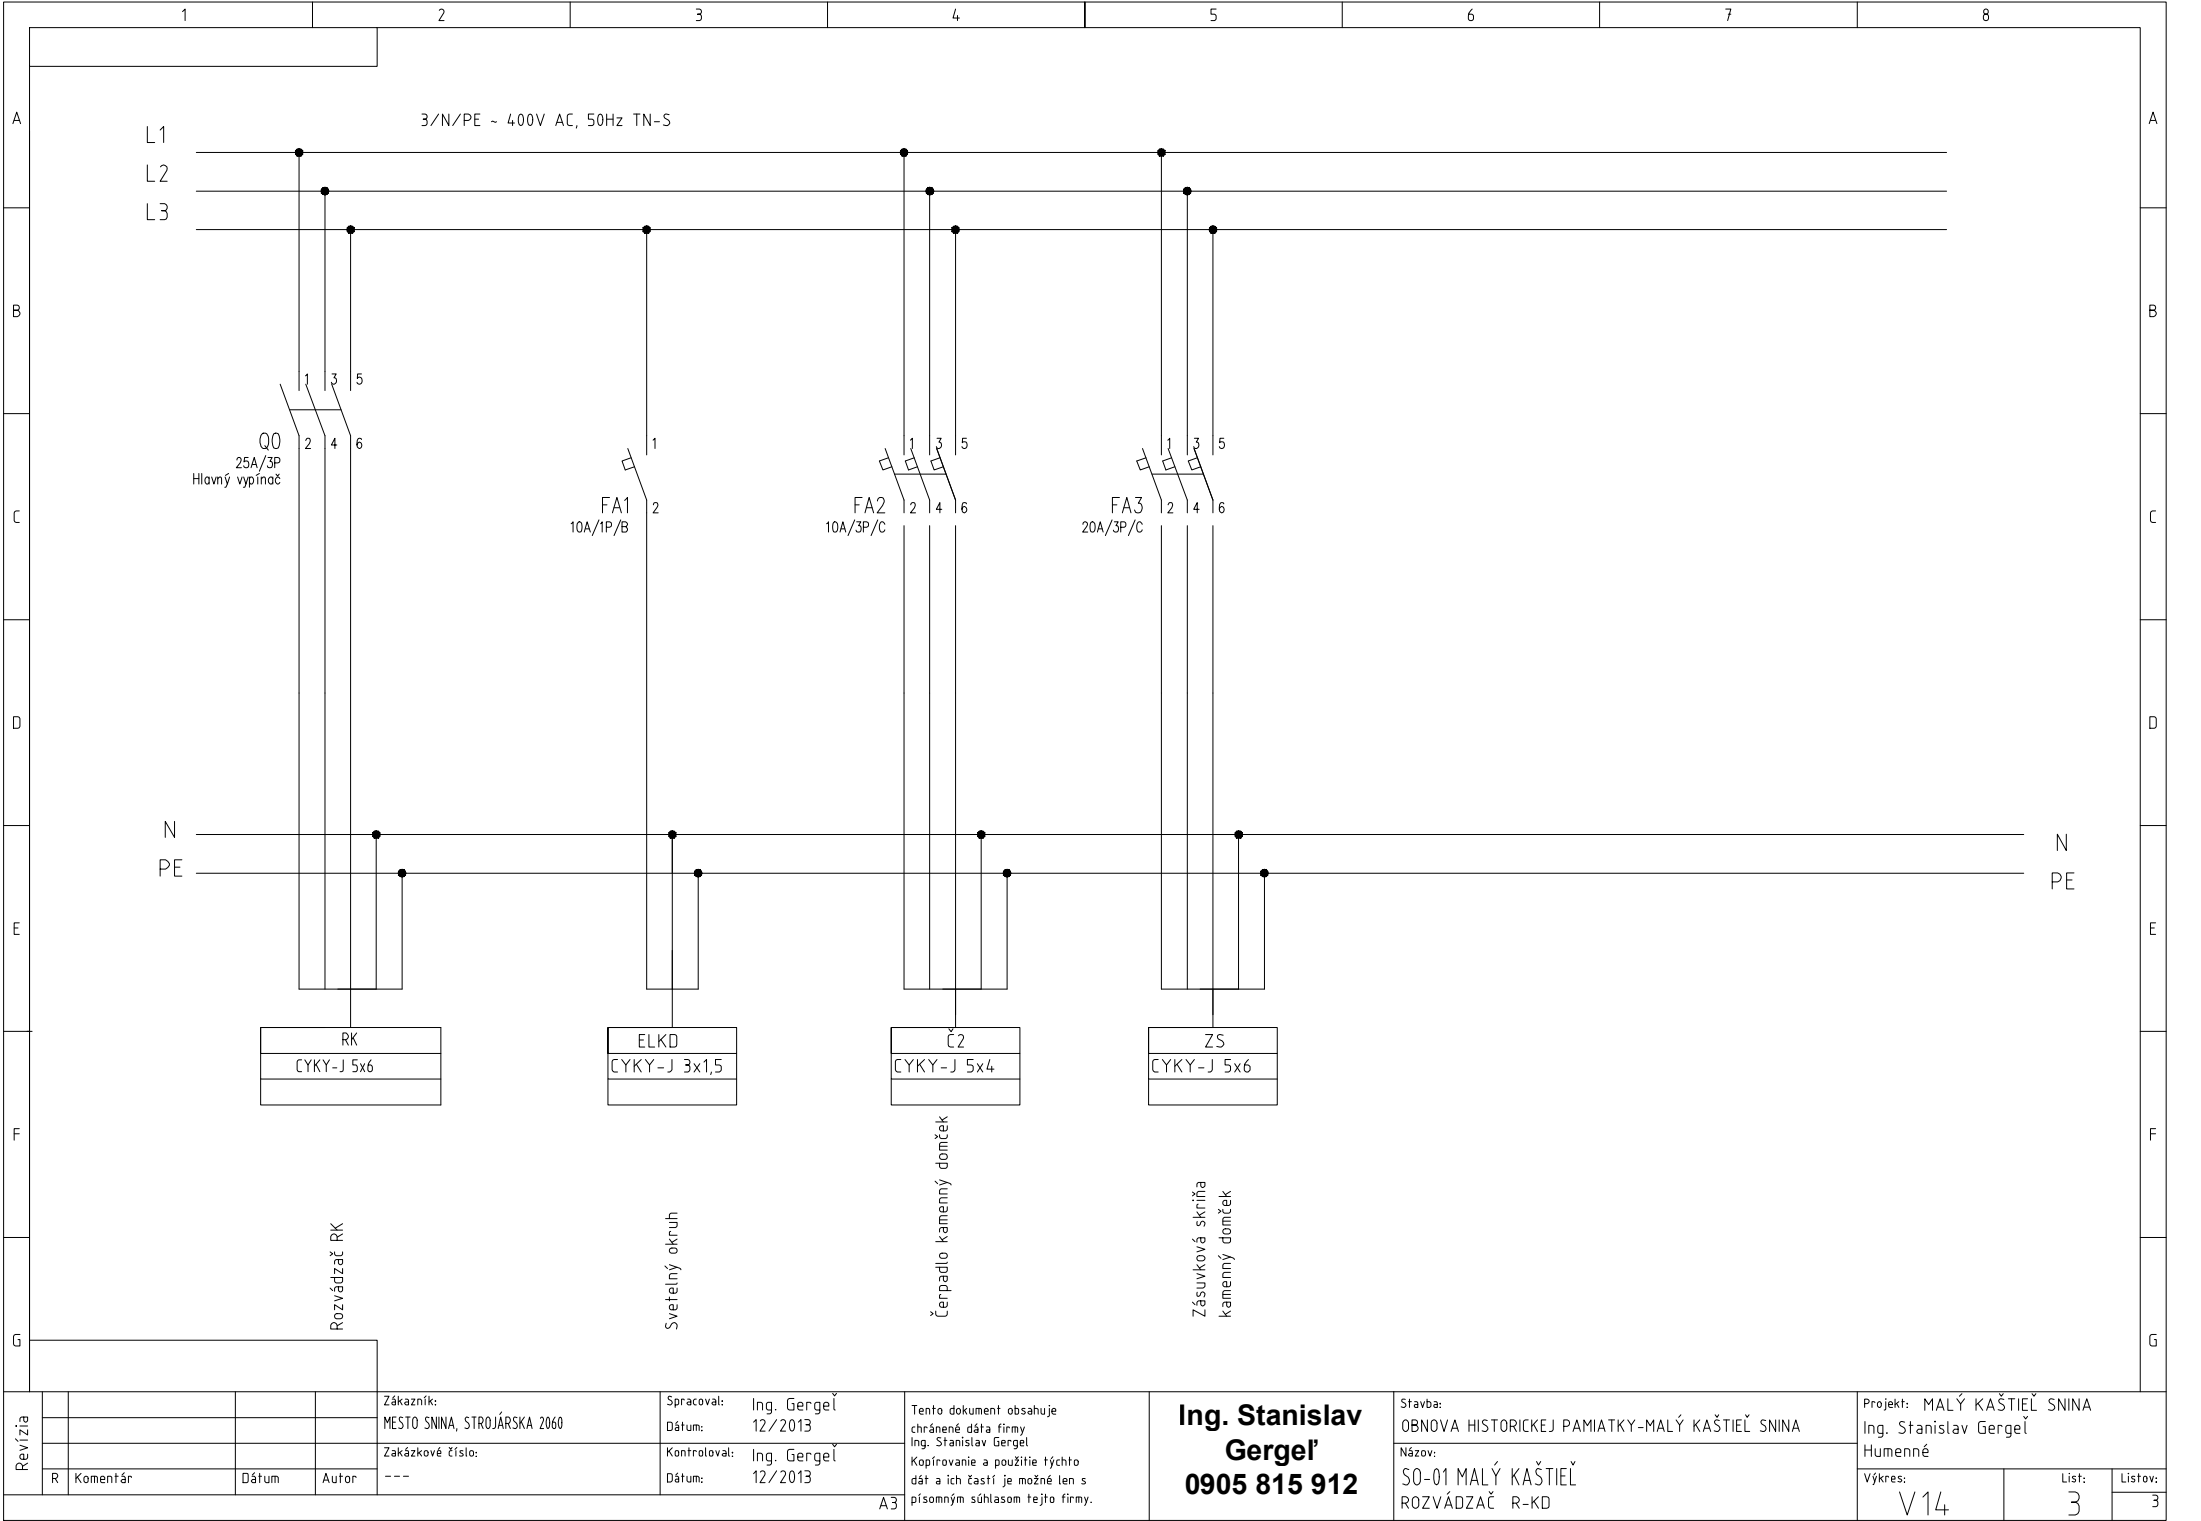 1 2 3 4 5 6 7 8
A A
3/N/PE ~ 400V AC, 50Hz TN-S
L1
L2
L3
B B
1 3 5
Q0 2 4 6
25A/3P
Hlavný vypínač
1
FA1 2
10A/1P/B
1 3 5
FA2 2 4 6
10A/3P/C
1 3 5
FA3 2 4 6
20A/3P/C
C C
D D
N N
PE PE
E E
RK
CYKY-J 5x6
ELKD
CYKY-J 3x1,5
Č2
CYKY-J 5x4
ZS
CYKY-J 5x6
F F
Rozvádzač RK
Svetelný okruh
Čerpadlo kamenný domček
Zásuvková skriňa
kamenný domček
G G
Revízia
R Komentár Dátum Autor
Zákazník:
MESTO SNINA, STROJÁRSKA 2060
Zakázkové číslo:
---
Spracoval: Ing. Gergeľ
Dátum: 12/2013
Kontroloval: Ing. Gergeľ
Dátum: 12/2013
A3
Tento dokument obsahuje
chránené dáta firmy
Ing. Stanislav Gergel
Kopírovanie a použitie týchto
dát a ich častí je možné len s
písomným súhlasom tejto firmy.
Ing. Stanislav
Gergeľ
0905 815 912
Stavba:
OBNOVA HISTORICKEJ PAMIATKY-MALÝ KAŠTIEĽ SNINA
Názov:
SO-01 MALÝ KAŠTIEĽ
ROZVÁDZAČ R-KD
Projekt: MALÝ KAŠTIEĽ SNINA
Ing. Stanislav Gergeľ
Humenné
Výkres: List: Listov:
V14 3 3